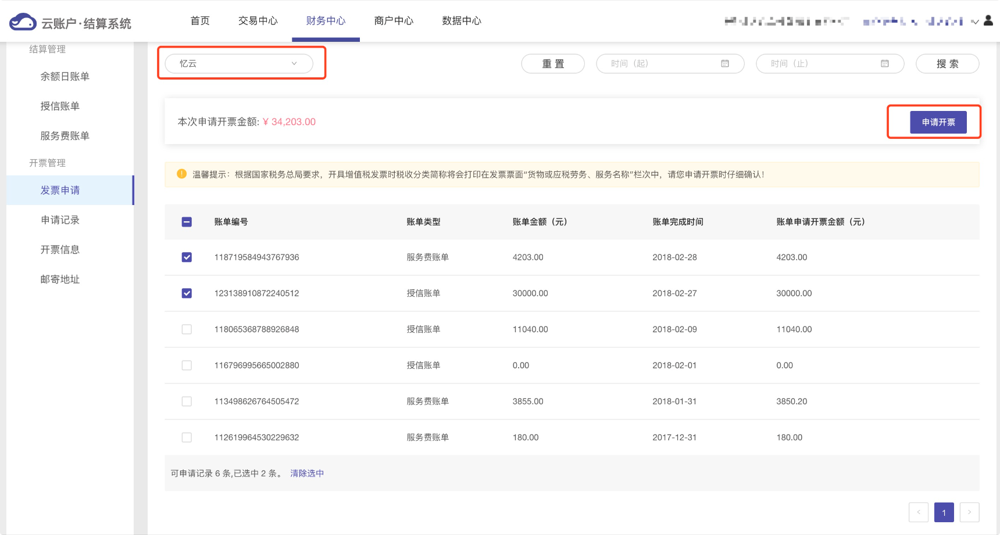 云账户·结算系统 首页 交易中心 财务中心 商户中心 数据中心
结算管理
余额日账单
授信账单
服务费账单
开票管理
发票申请
申请记录
开票信息
邮寄地址
忆云 重置 时间（起） 时间（止） 搜索
本次申请开票金额: ¥ 34,203.00 申请开票
温馨提示：根据国家税务总局要求，开具增值税发票时税收分类简称将会打印在发票票面“货物或应税劳务、服务名称”栏次中，请您申请开票时仔细确认！
账单编号 账单类型 账单金额（元） 账单完成时间 账单申请开票金额（元）
118719584943767936 服务费账单 4203.00 2018-02-28 4203.00
123138910872240512 授信账单 30000.00 2018-02-27 30000.00
118065368788926848 授信账单 11040.00 2018-02-09 11040.00
116796995665002880 授信账单 0.00 2018-02-01 0.00
113498626764505472 服务费账单 3855.00 2018-01-31 3850.20
112619964530229632 服务费账单 180.00 2017-12-31 180.00
可申请记录 6 条,已选中 2 条。 清除选中
< 1 >